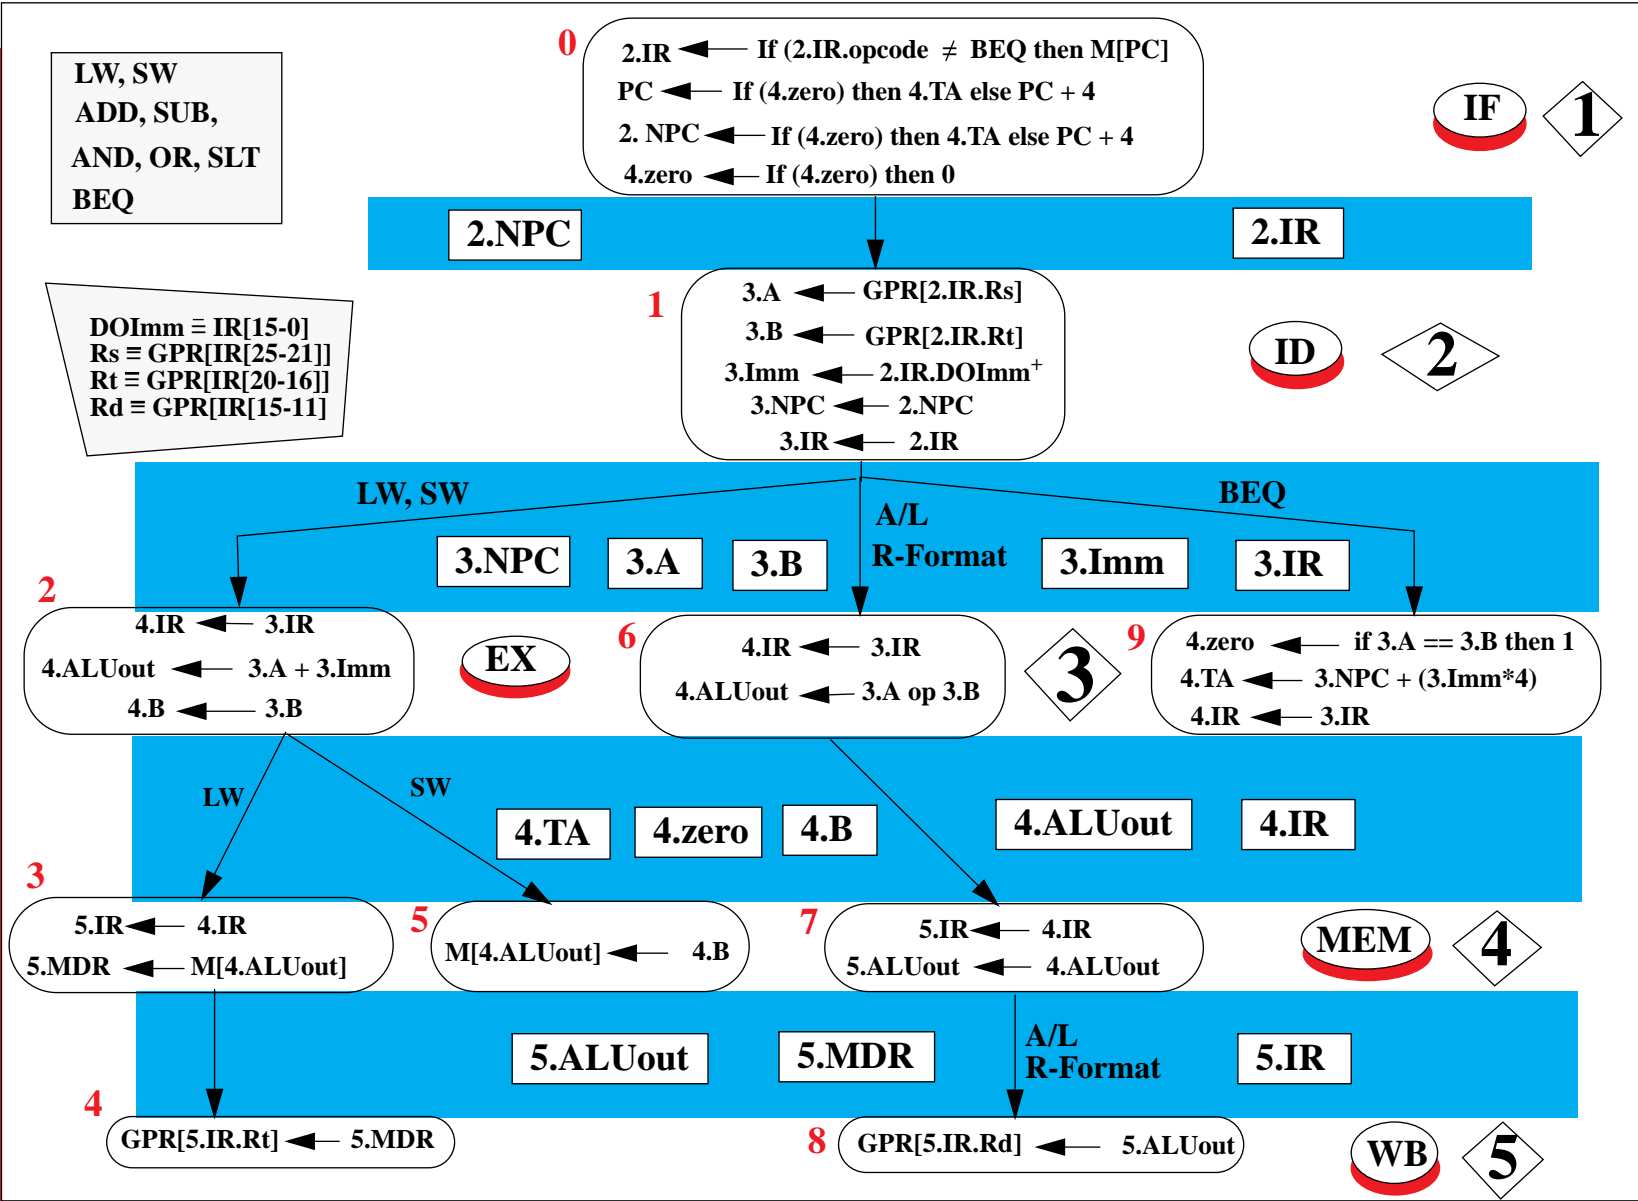 0
2.IR ← If (2.IR.opcode ≠ BEQ then M[PC]
PC ← If (4.zero) then 4.TA else PC + 4
2. NPC ← If (4.zero) then 4.TA else PC + 4
4.zero ← If (4.zero) then 0
LW, SW
ADD, SUB,
AND, OR, SLT
BEQ
IF
1
2.NPC
2.IR
1
3.A ← GPR[2.IR.Rs]
3.B ← GPR[2.IR.Rt]
3.Imm ← 2.IR.DOImm+
3.NPC ← 2.NPC
3.IR ← 2.IR
DOImm ≡ IR[15-0]
Rs ≡ GPR[IR[25-21]]
Rt ≡ GPR[IR[20-16]]
Rd ≡ GPR[IR[15-11]
ID
2
LW, SW
A/L
R-Format
BEQ
3.NPC
3.A
3.B
3.Imm
3.IR
2
4.IR ← 3.IR
4.ALUout ← 3.A + 3.Imm
4.B ← 3.B
EX
6
4.IR ← 3.IR
4.ALUout ← 3.A op 3.B
3
9
4.zero ← if 3.A == 3.B then 1
4.TA ← 3.NPC + (3.Imm*4)
4.IR ← 3.IR
LW
SW
4.TA
4.zero
4.B
4.ALUout
4.IR
3
5.IR ← 4.IR
5.MDR ← M[4.ALUout]
5
M[4.ALUout] ← 4.B
7
5.IR ← 4.IR
5.ALUout ← 4.ALUout
MEM
4
5.ALUout
5.MDR
A/L
R-Format
5.IR
4
GPR[5.IR.Rt] ← 5.MDR
8
GPR[5.IR.Rd] ← 5.ALUout
WB
5